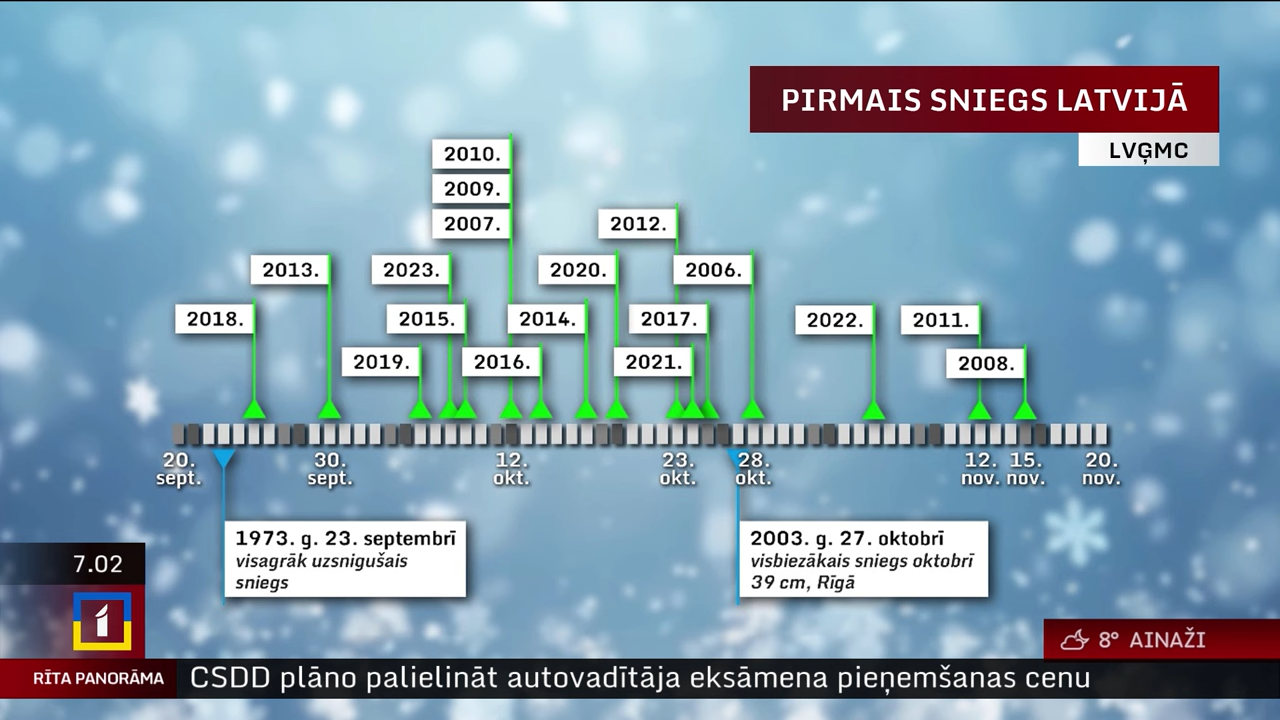 PIRMAIS SNIEGS LATVIJĀ
LVĢMC
2010.
2009.
2007.
2012.
2013.
2023.
2020.
2006.
2018.
2015.
2014.
2017.
2022.
2011.
2019.
2016.
2021.
2008.
20. sept.
30. sept.
12. okt.
23. okt.
28. okt.
12. nov.
15. nov.
20. nov.
1973. g. 23. septembrī
visagrāk uzsnigušais
sniegs
2003. g. 27. oktobrī
visbiezākais sniegs oktobrī
39 cm, Rīgā
7.02
1
8° AINAŽI
RĪTA PANORĀMA
CSDD plāno palielināt autovadītāja eksāmena pieņemšanas cenu